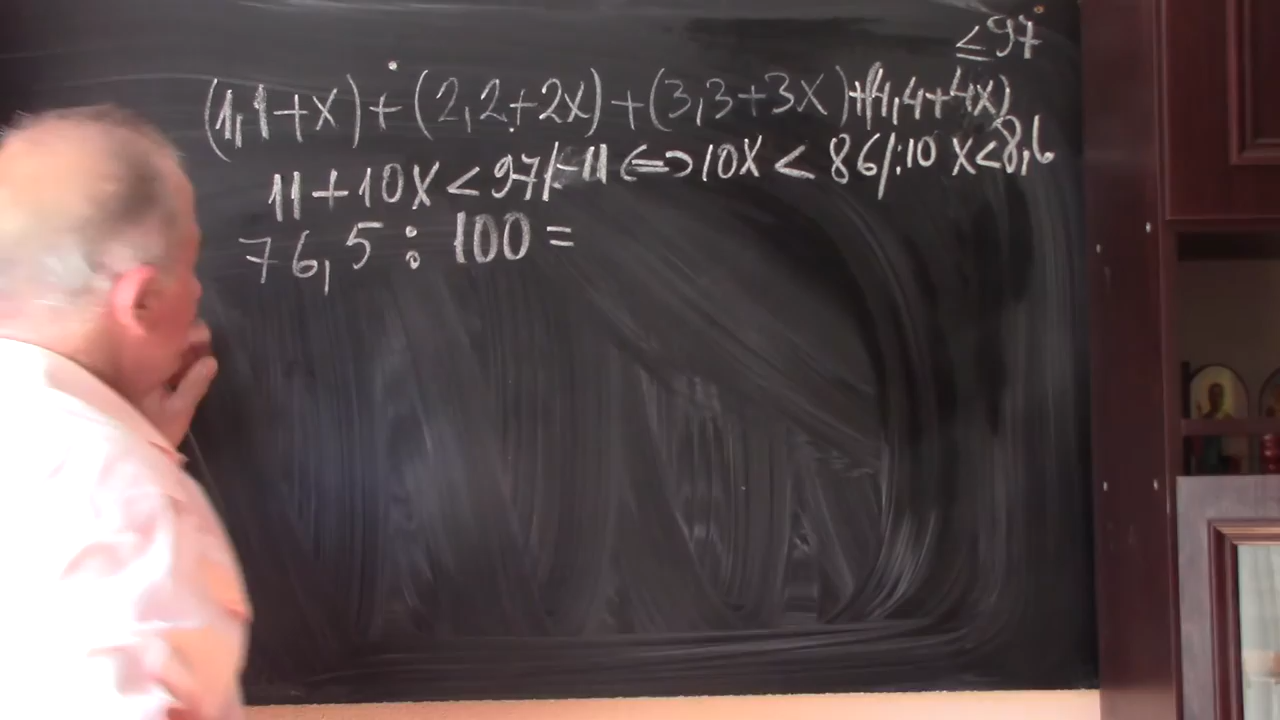 ≤97
(1,1+x)+(2,2+2x)+(3,3+3x)+(4,4+4x)
11+10x<97/-11⇔10x<86/:10 x<8,6
76,5:100=